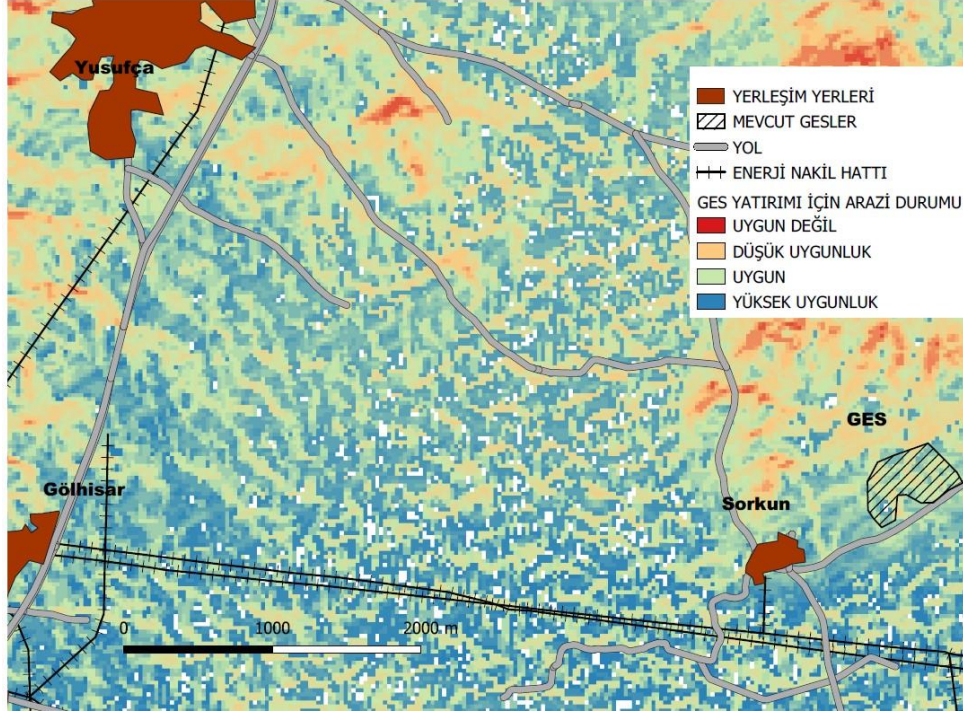 Yusufça
YERLEŞİM YERLERİ
MEVCUT GESLER
YOL
ENERJİ NAKİL HATTI
GES YATIRIMI İÇİN ARAZİ DURUMU
UYGUN DEĞİL
DÜŞÜK UYGUNLUK
UYGUN
YÜKSEK UYGUNLUK
GES
Gölhisar
Sorkun
0 1000 2000 m